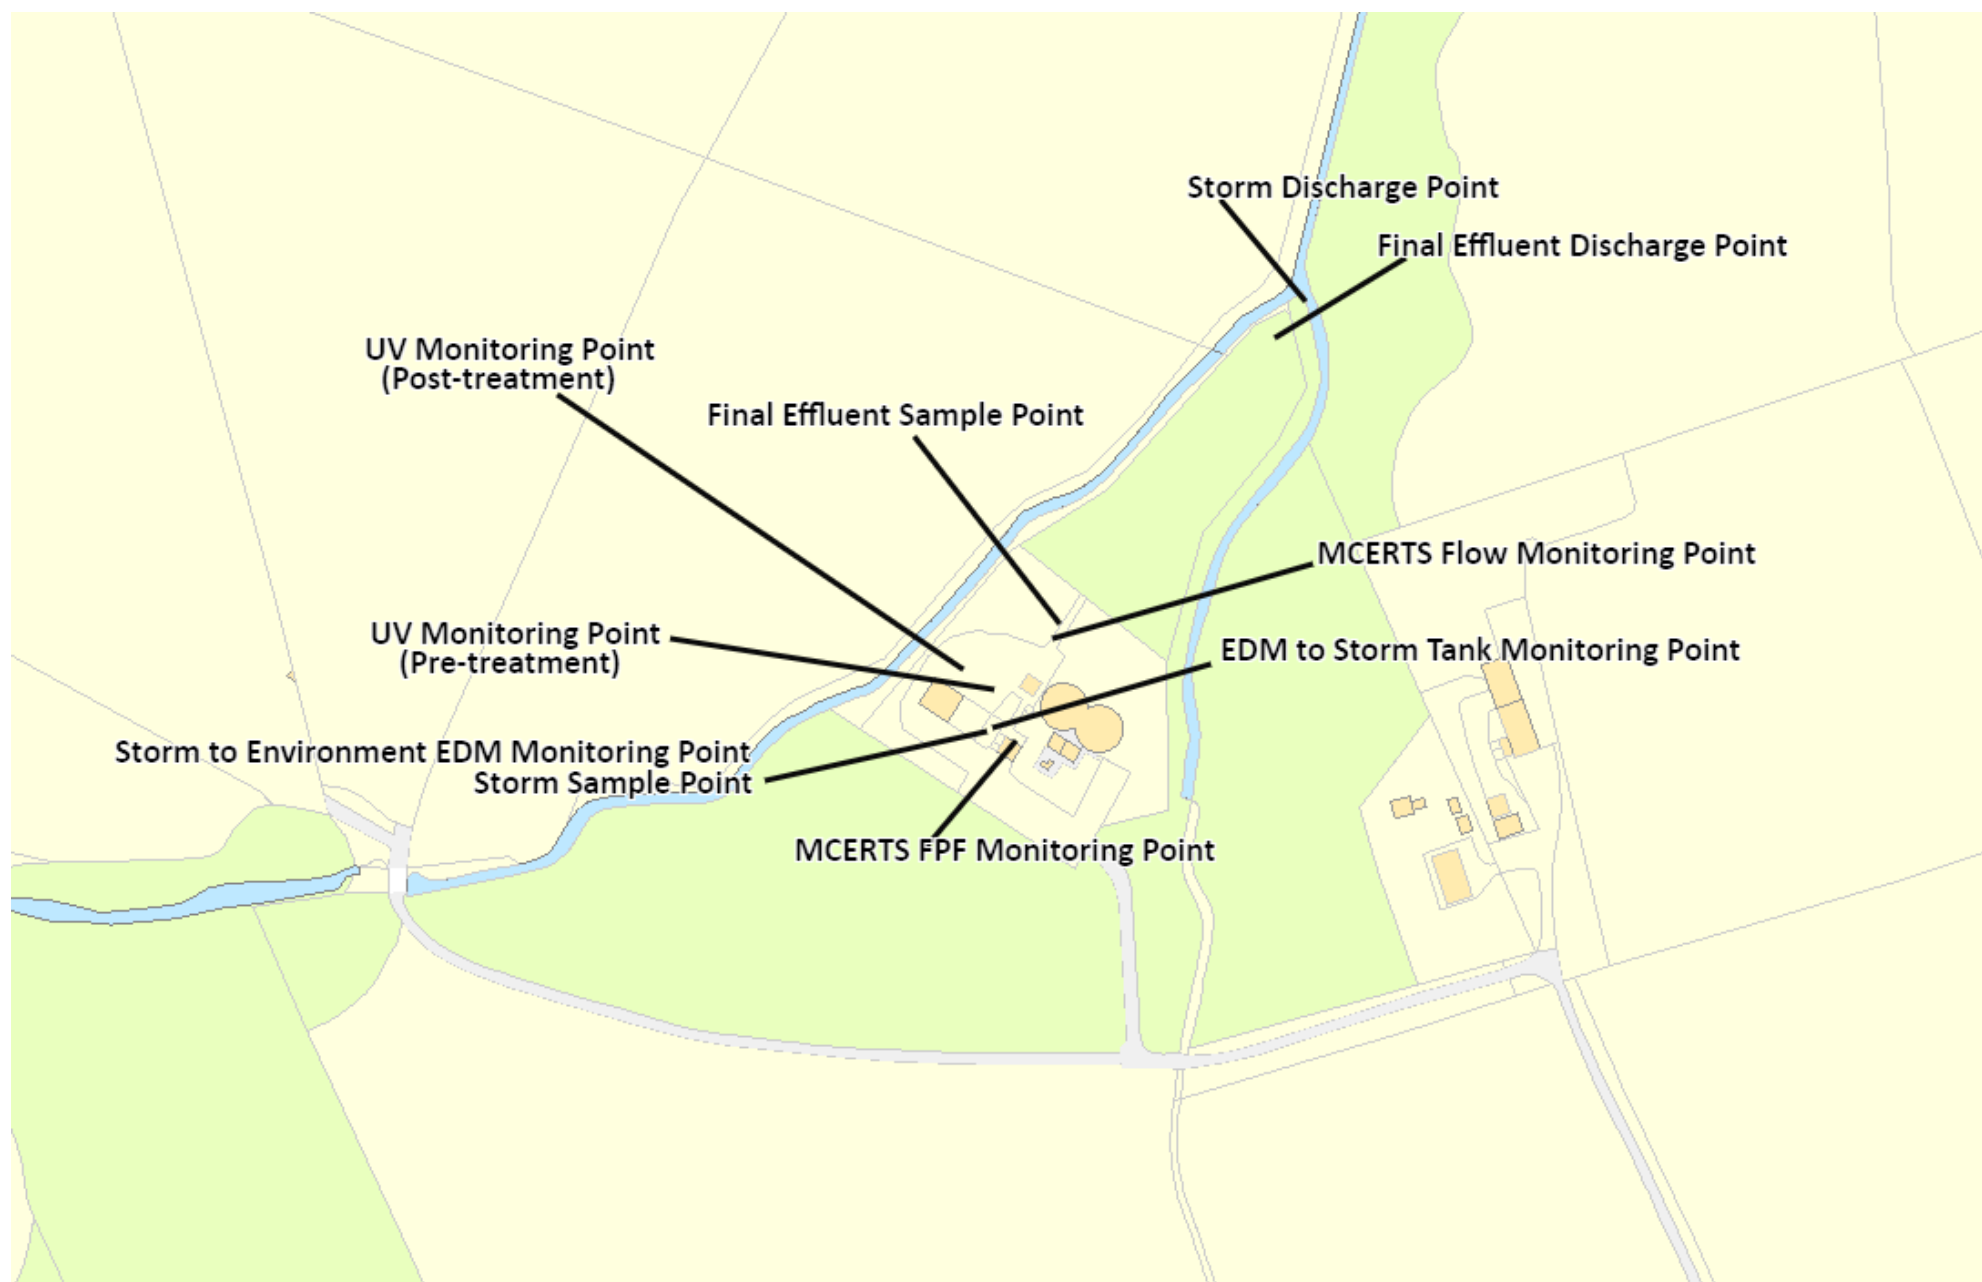 Storm Discharge Point
Final Effluent Discharge Point
UV Monitoring Point
(Post-treatment)
Final Effluent Sample Point
MCERTS Flow Monitoring Point
UV Monitoring Point
(Pre-treatment)
EDM to Storm Tank Monitoring Point
Storm to Environment EDM Monitoring Point
Storm Sample Point
MCERTS FPF Monitoring Point